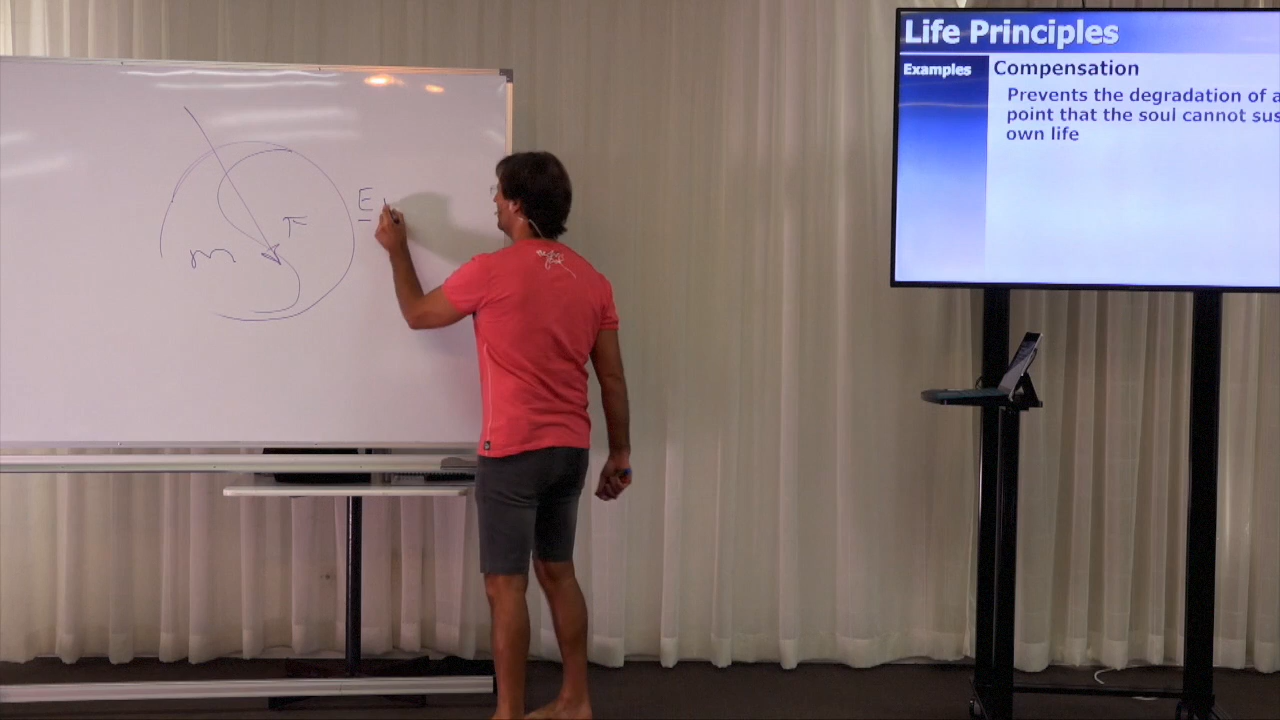 m
F
E
Life Principles
Examples
Compensation
Prevents the degradation of a
point that the soul cannot sus
own life